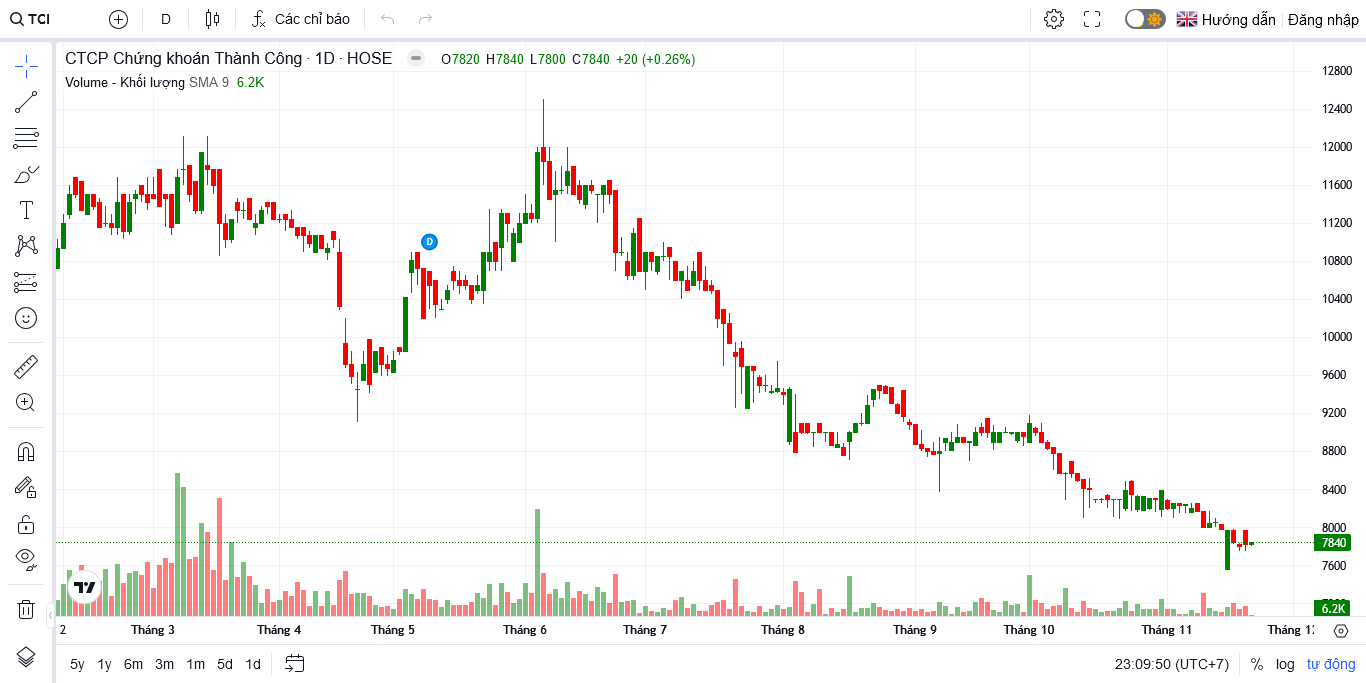 TCI D Các chỉ báo Hướng dẫn Đăng nhập
CTCP Chứng khoán Thành Công · 1D · HOSE O7820 H7840 L7800 C7840 +20 (+0.26%)
Volume - Khối lượng SMA 9 6.2K
12800
12400
12000
11600
11200
D
10800
10400
10000
9600
9200
8800
8400
8000
7840
7600
6.2K
2 Tháng 3 Tháng 4 Tháng 5 Tháng 6 Tháng 7 Tháng 8 Tháng 9 Tháng 10 Tháng 11 Tháng
5y 1y 6m 3m 1m 5d 1d 23:09:50 (UTC+7) % log tự động